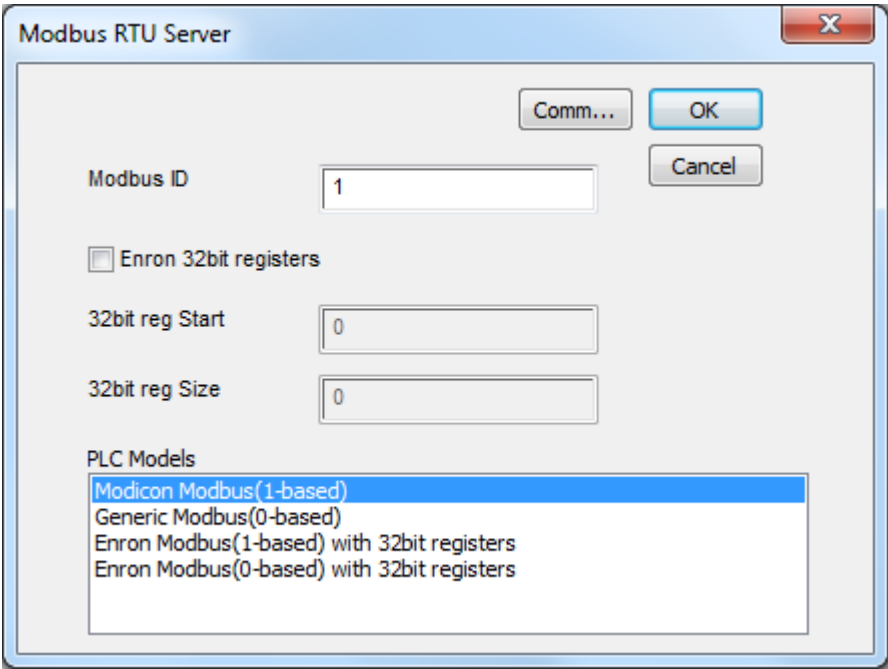 Modbus RTU Server
Comm...
OK
Cancel
Modbus ID
1
Enron 32bit registers
32bit reg Start
0
32bit reg Size
0
PLC Models
Modicon Modbus(1-based)
Generic Modbus(0-based)
Enron Modbus(1-based) with 32bit registers
Enron Modbus(0-based) with 32bit registers